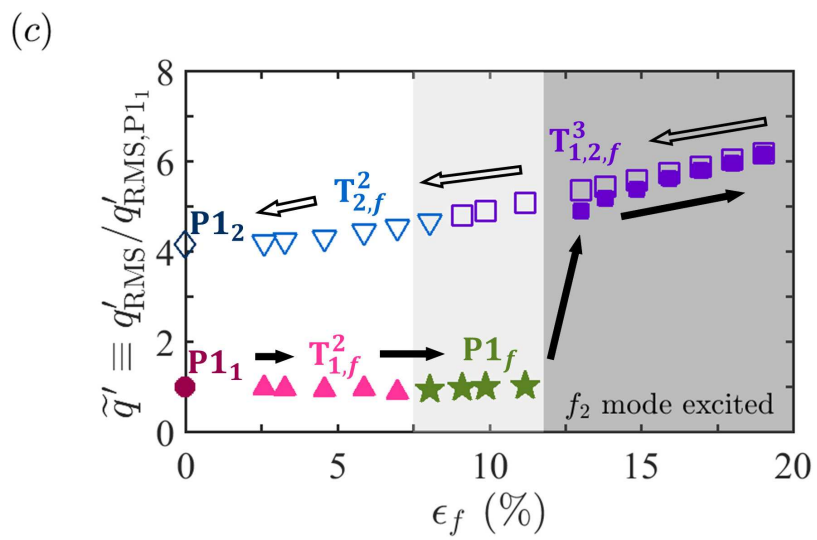 (c)
8
6
4
2
0
0 5 10 15 20
q̃′ ≡ q′RMS/q′RMS,P1₁
ϵf (%)
T³1,2,f
T²2,f
P1₂
P1₁
T²1,f
P1f
f₂ mode excited